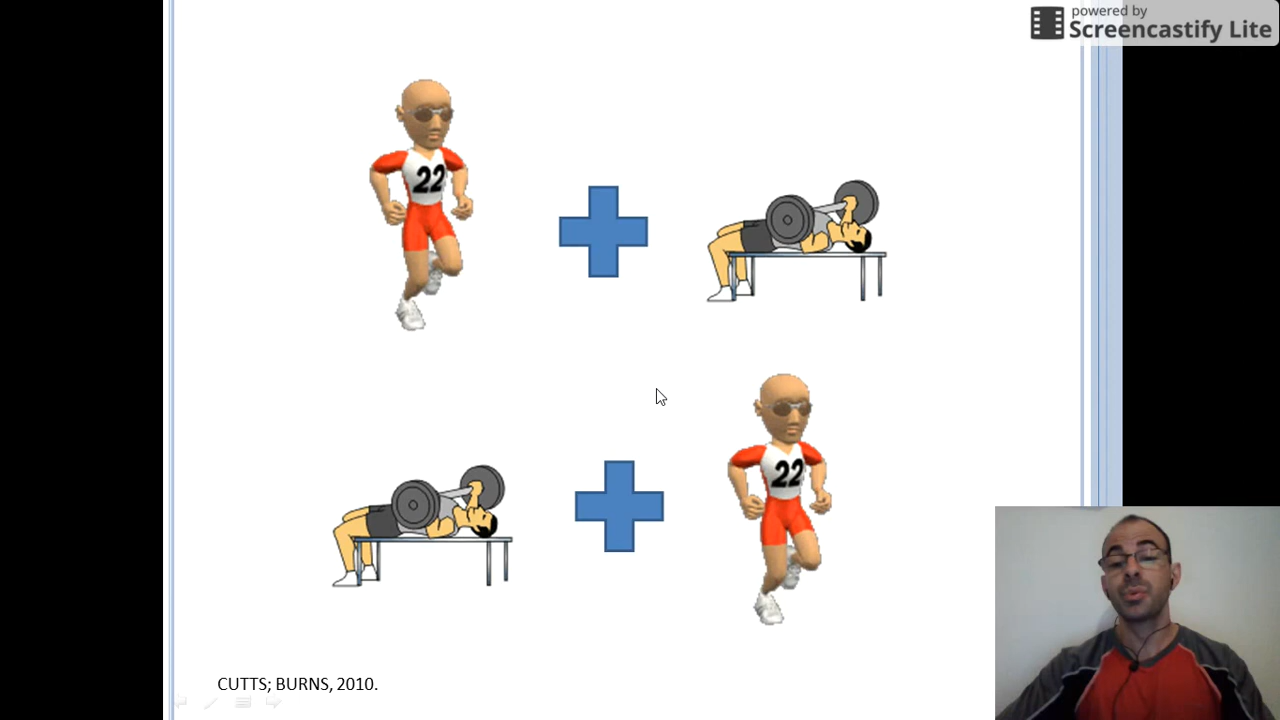 powered by
Screencastify Lite
22
22
CUTTS; BURNS, 2010.